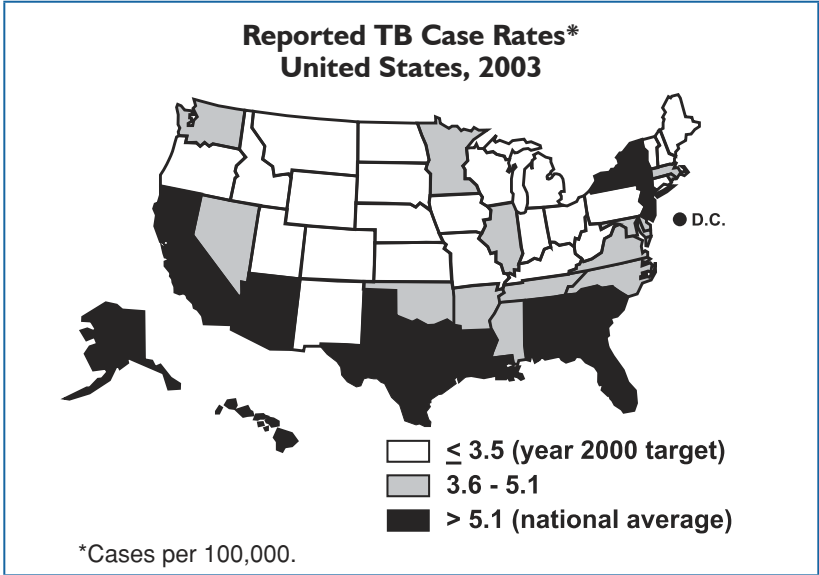 Reported TB Case Rates*
United States, 2003
D.C.
≤ 3.5 (year 2000 target)
3.6 - 5.1
> 5.1 (national average)
*Cases per 100,000.